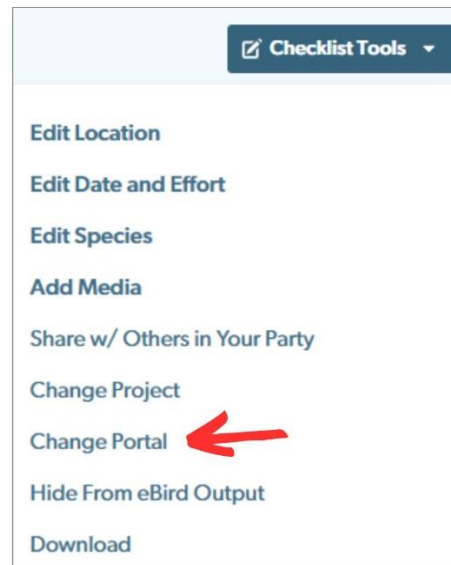 Checklist Tools
Edit Location
Edit Date and Effort
Edit Species
Add Media
Share w/ Others in Your Party
Change Project
Change Portal
Hide From eBird Output
Download